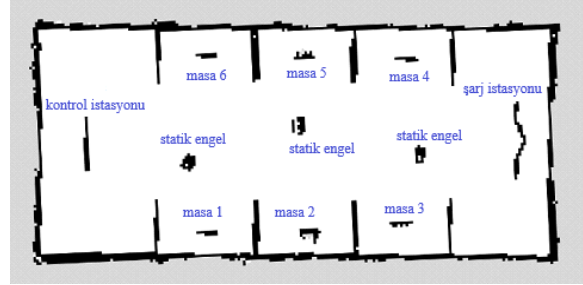 masa 6
masa 5
masa 4
şarj istasyonu
kontrol istasyonu
statik engel
statik engel
statik engel
masa 1
masa 2
masa 3